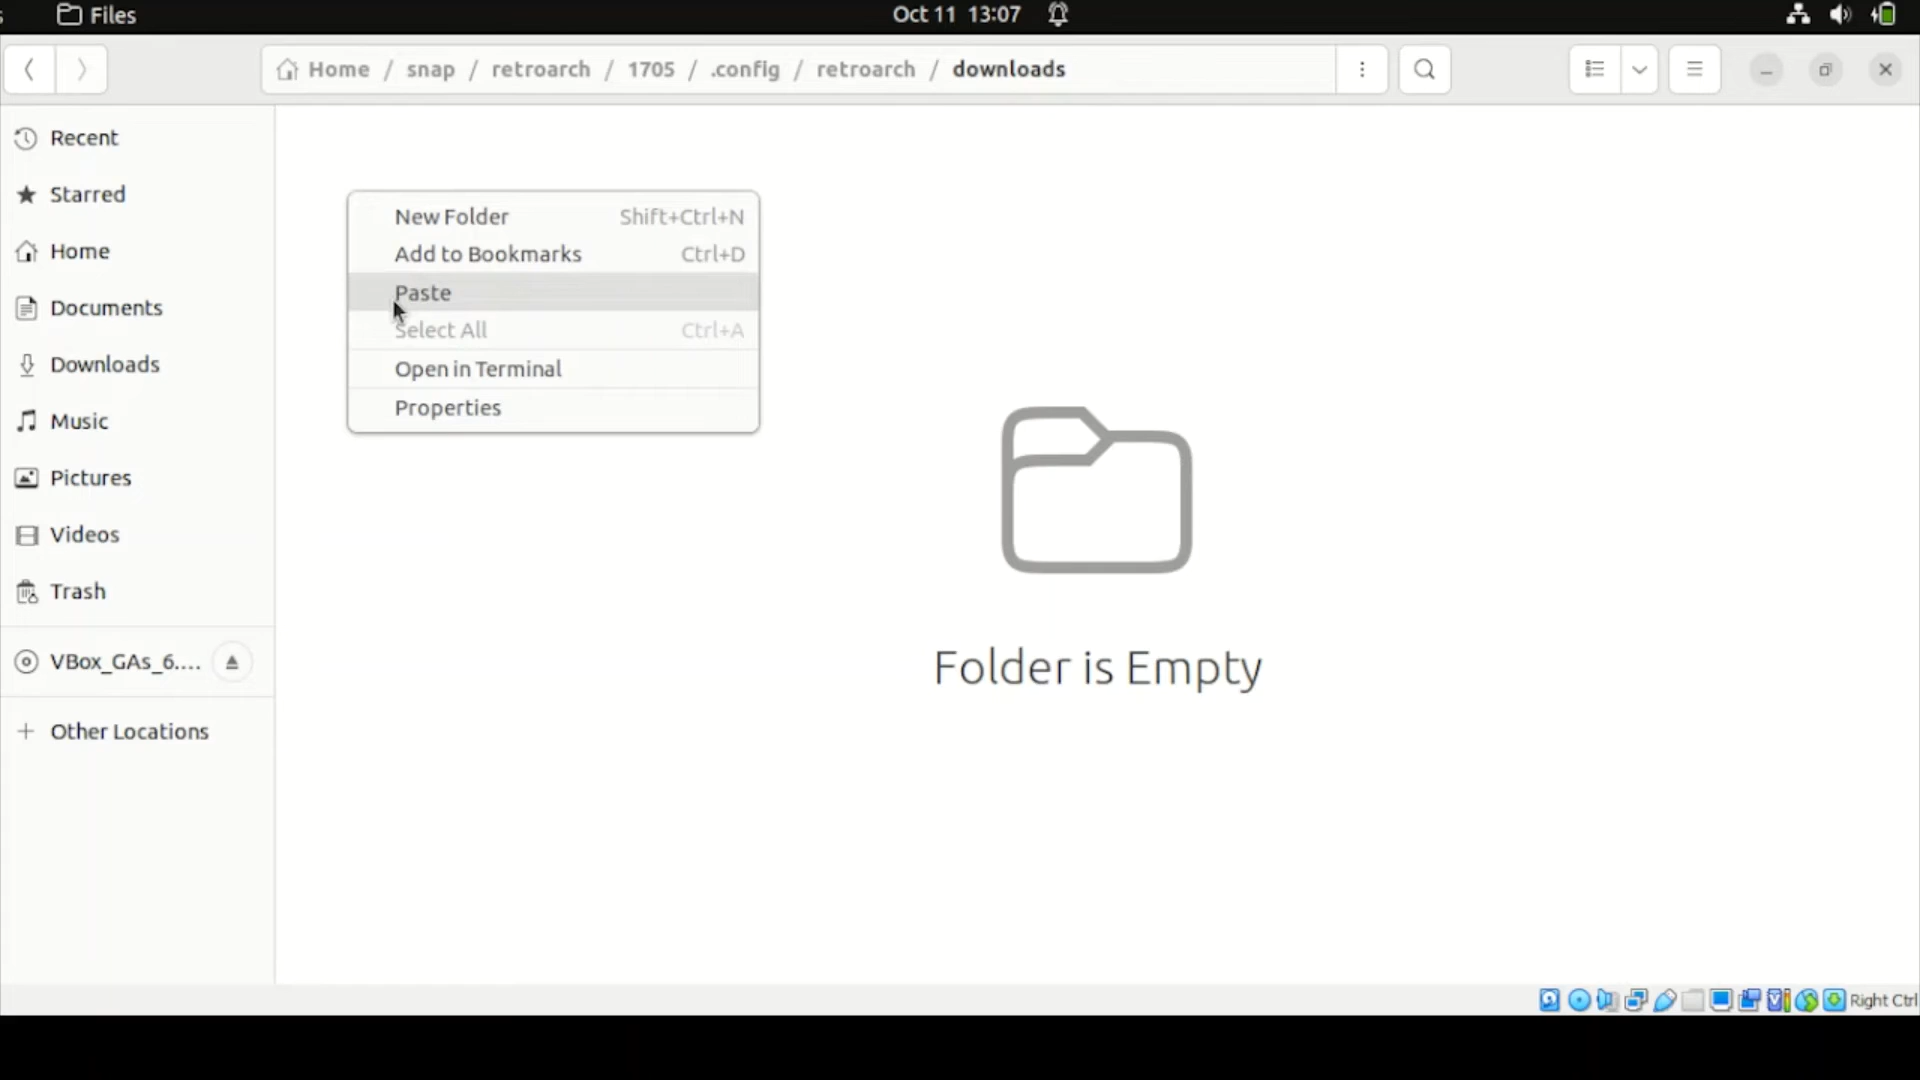 Files
Oct 11 13:07
Home / snap / retroarch / 1705 / .config / retroarch / downloads
Recent
Starred
Home
Documents
Downloads
Music
Pictures
Videos
Trash
VBox_GAs_6....
Other Locations
New Folder Shift+Ctrl+N
Add to Bookmarks Ctrl+D
Paste
Select All Ctrl+A
Open in Terminal
Properties
Folder is Empty
Right Ctrl